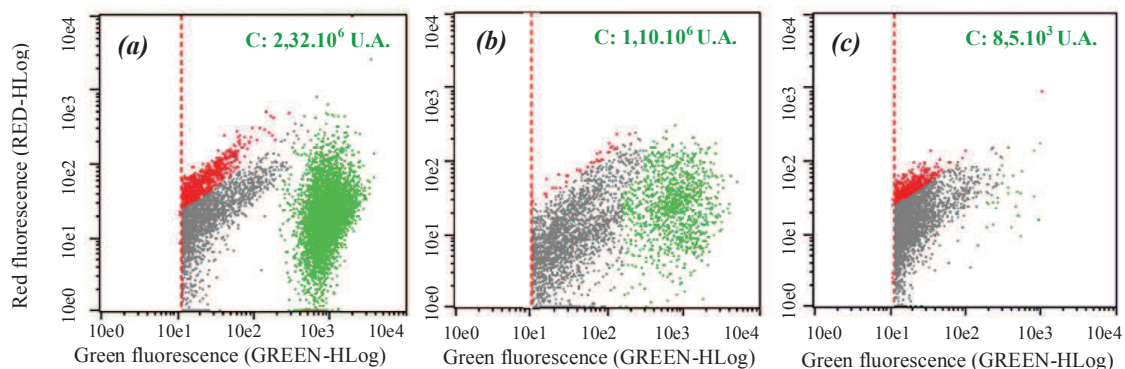 Red fluorescence (RED-HLog)
(a)
C: 2,32.10⁶ U.A.
10e4
10e3
10e2
10e1
10e0
10e0 10e1 10e2 10e3 10e4
Green fluorescence (GREEN-HLog)
(b)
C: 1,10.10⁶ U.A.
10e4
10e3
10e2
10e1
10e0
10e0 10e1 10e2 10e3 10e4
Green fluorescence (GREEN-HLog)
(c)
C: 8,5.10³ U.A.
10e4
10e3
10e2
10e1
10e0
10e0 10e1 10e2 10e3 10e4
Green fluorescence (GREEN-HLog)